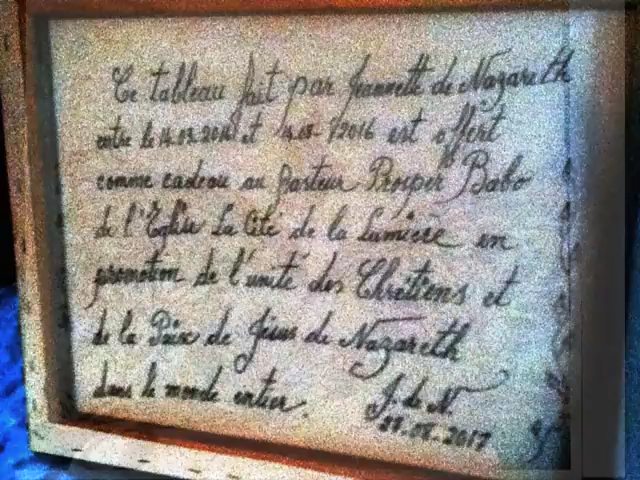 Ce tableau fait par Jeannette de Nazareth
entre le et 2016 est offert
comme cadeau au pasteur Prosper Babo
de l'Eglise La Cité de la Lumière en
promotion de l'unité des Chrétiens et
de la Paix de Jésus de Nazareth
dans le monde entier. J. de N.
2017